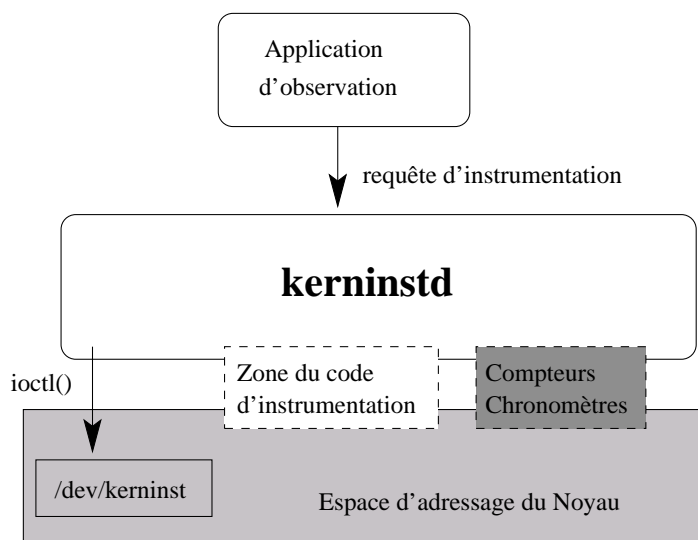 Application
d'observation
requête d'instrumentation
kerninstd
ioctl()
Zone du code
d'instrumentation
Compteurs
Chronomètres
/dev/kerninst
Espace d'adressage du Noyau